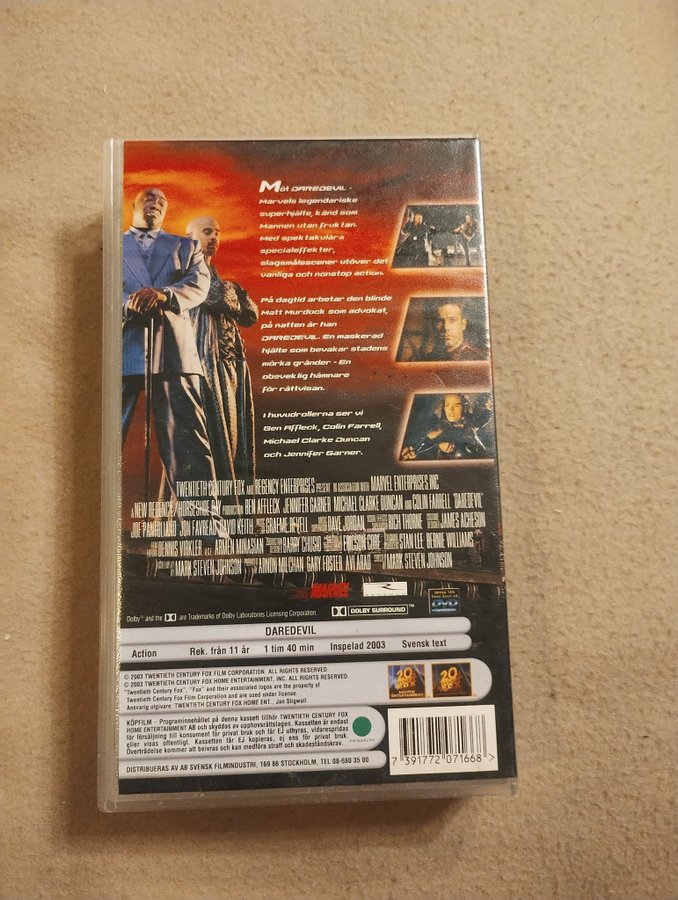 Möt DAREDEVIL -
Marvels legendariske
superhjälte, känd som
Mannen utan fruktan.
Med spektakulära
specialeffekter,
slagsmålsscener utöver det
vanliga och nonstop action.
På dagtid arbetar den blinde
Matt Murdock som advokat,
på natten är han
DAREDEVIL. En maskerad
hjälte som bevakar stadens
mörka gränder - En
obeveklig hämnare
för rättvisan.
I huvudrollerna ser vi
Ben Affleck, Colin Farrell,
Michael Clarke Duncan
och Jennifer Garner.
TWENTIETH CENTURY FOX AND REGENCY ENTERPRISES PRESENT IN ASSOCIATION WITH MARVEL ENTERPRISES, INC
A NEW REGENCY/HORSESHOE BAY PRODUCTION BEN AFFLECK JENNIFER GARNER MICHAEL CLARKE DUNCAN AND COLIN FARRELL "DAREDEVIL"
JOE PANTOLIANO JON FAVREAU DAVID KEITH GRAEME REVELL DAVE JORDAN RICH THORNE JAMES ACHESON
DENNIS VIRKLER ARMEN MINASIAN BARRY CHUSID ERICSON CORE STAN LEE BERNIE WILLIAMS
MARK STEVEN JOHNSON ARNON MILCHAN GARY FOSTER AVI ARAD MARK STEVEN JOHNSON
MARVEL
Dolby™ and the DD are Trademarks of Dolby Laboratories Licensing Corporation.
DOLBY SURROUND
DVD
DAREDEVIL
Action Rek. från 11 år 1 tim 40 min Inspelad 2003 Svensk text
© 2003 TWENTIETH CENTURY FOX FILM CORPORATION. ALL RIGHTS RESERVED.
© 2003 TWENTIETH CENTURY FOX HOME ENTERTAINMENT, INC. ALL RIGHTS RESERVED.
"Twentieth Century Fox", "Fox" and their associated logos are the property of
Twentieth Century Fox Film Corporation and are used under license.
Ansvarig utgivare: TWENTIETH CENTURY FOX HOME ENT., Jan Stigwall
20th CENTURY FOX HOME ENTERTAINMENT
20th CENTURY FOX
KÖPFILM - Programinnehållet på denna kassett tillhör TWENTIETH CENTURY FOX
HOME ENTERTAINMENT AB och skyddas av upphovsrättslagen. Kassetten är endast
för försäljning till konsument för privat bruk och får EJ uthyras, vidarespridas
eller visas offentligt. Kassetten får EJ kopieras, ej ens för privat bruk.
Överträdelse kommer att beivras och kan medföra straff och skadeståndskrav.
DISTRIBUERAS AV AB SVENSK FILMINDUSTRI, 169 86 STOCKHOLM, TEL 08-680 35 00
7 391772 071668 >